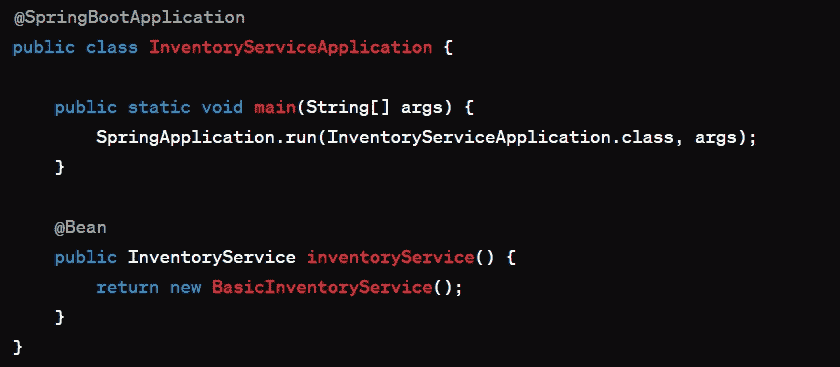 @SpringBootApplication
public class InventoryServiceApplication {
public static void main(String[] args) {
SpringApplication.run(InventoryServiceApplication.class, args);
}
@Bean
public InventoryService inventoryService() {
return new BasicInventoryService();
}
}